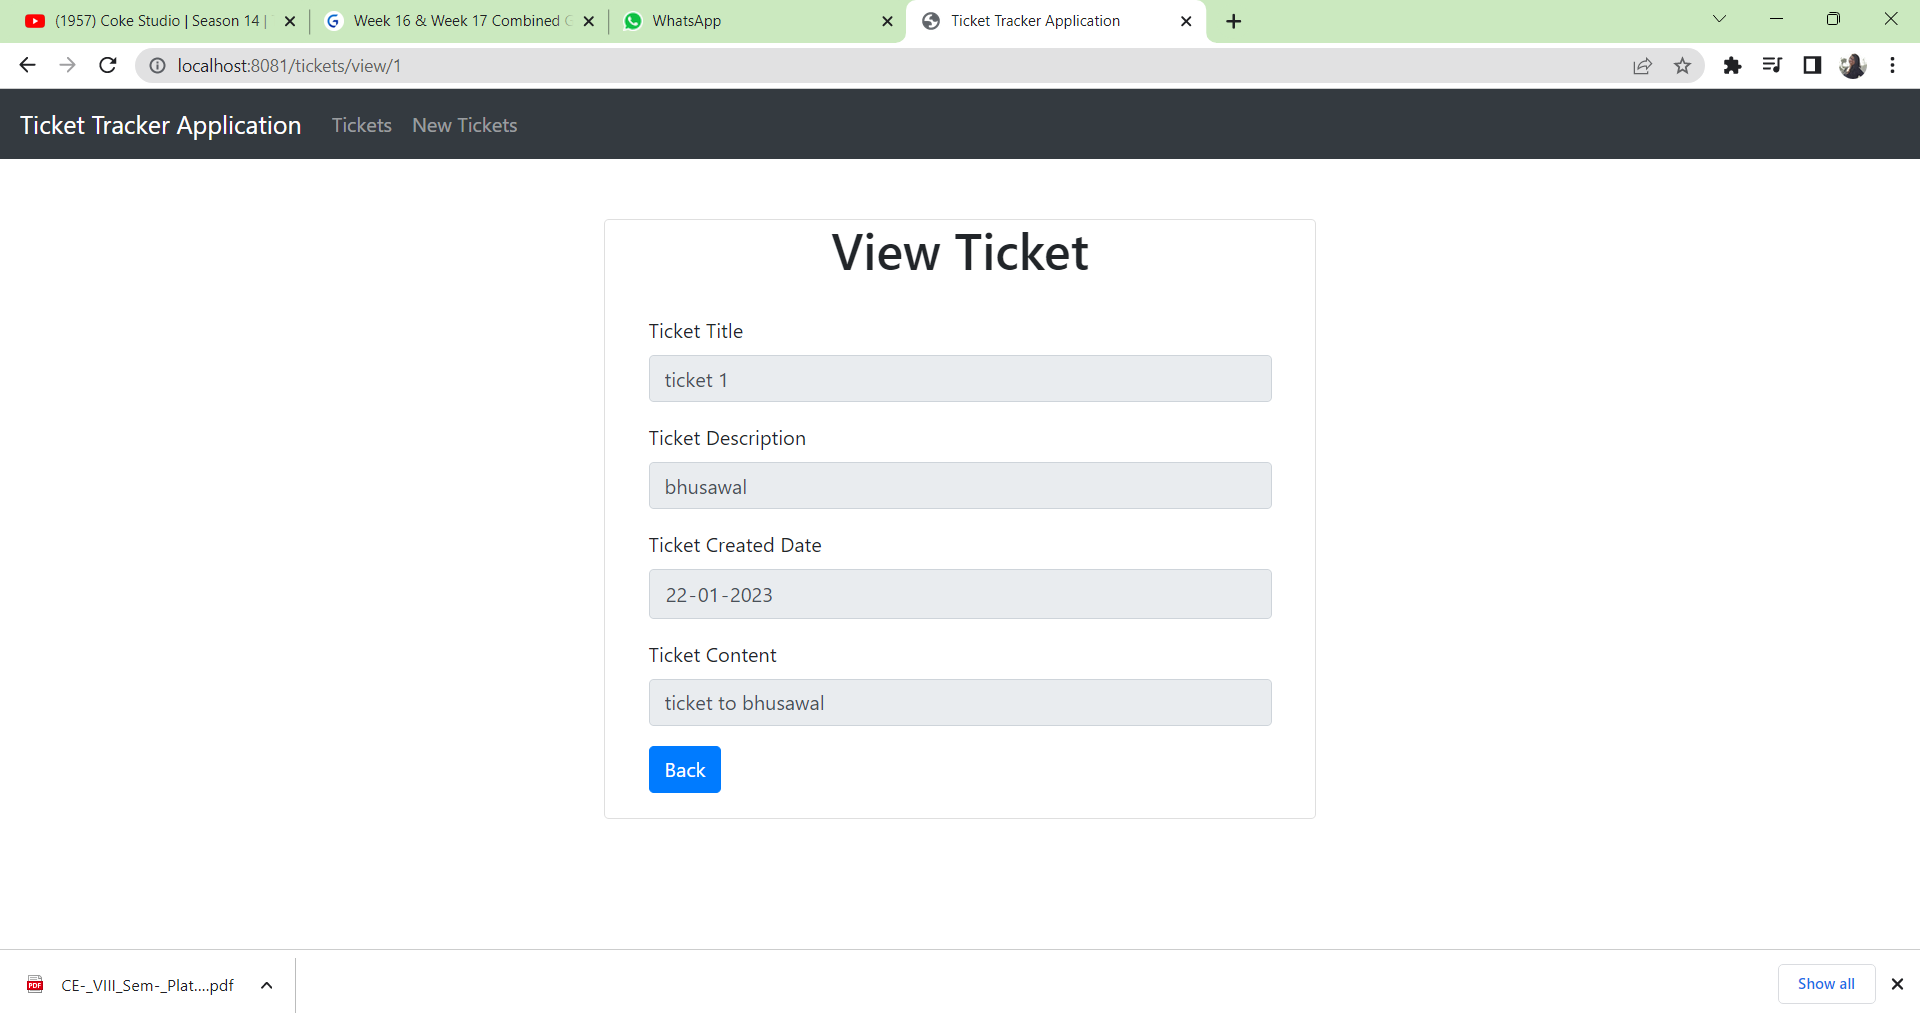 (1957) Coke Studio | Season 14 |
Week 16 & Week 17 Combined
WhatsApp
Ticket Tracker Application
localhost:8081/tickets/view/1
Ticket Tracker Application Tickets New Tickets
View Ticket
Ticket Title
ticket 1
Ticket Description
bhusawal
Ticket Created Date
22-01-2023
Ticket Content
ticket to bhusawal
Back
CE-_VIII_Sem-_Plat....pdf
Show all